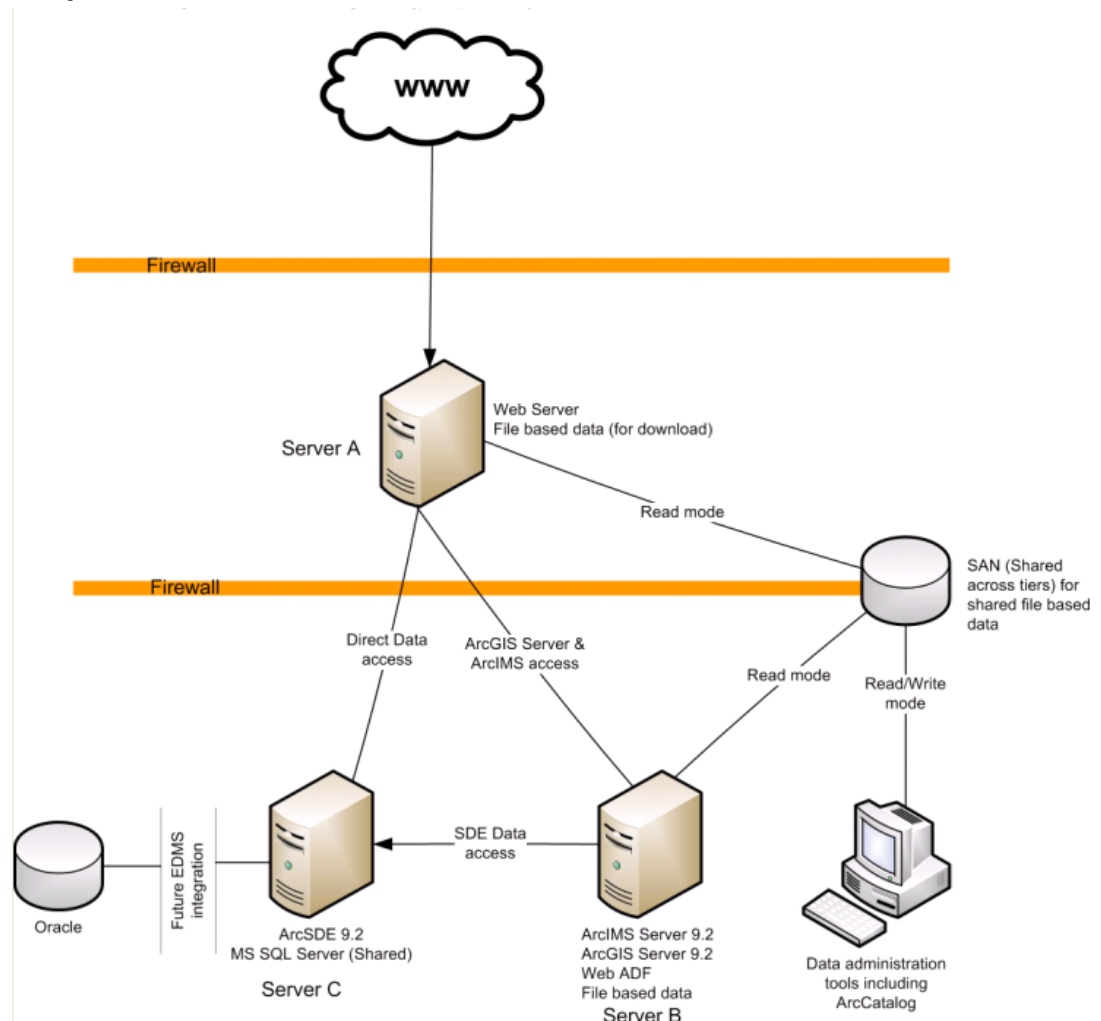 www
Firewall
Web Server
File based data (for download)
Server A
Read mode
SAN (Shared
across tiers) for
shared file based
data
Firewall
Direct Data
access
ArcGIS Server &
ArcIMS access
Read mode
Read/Write
mode
SDE Data
access
Future EDMS
integration
Oracle
ArcSDE 9.2
MS SQL Server (Shared)
Server C
ArcIMS Server 9.2
ArcGIS Server 9.2
Web ADF
File based data
Server B
Data administration
tools including
ArcCatalog